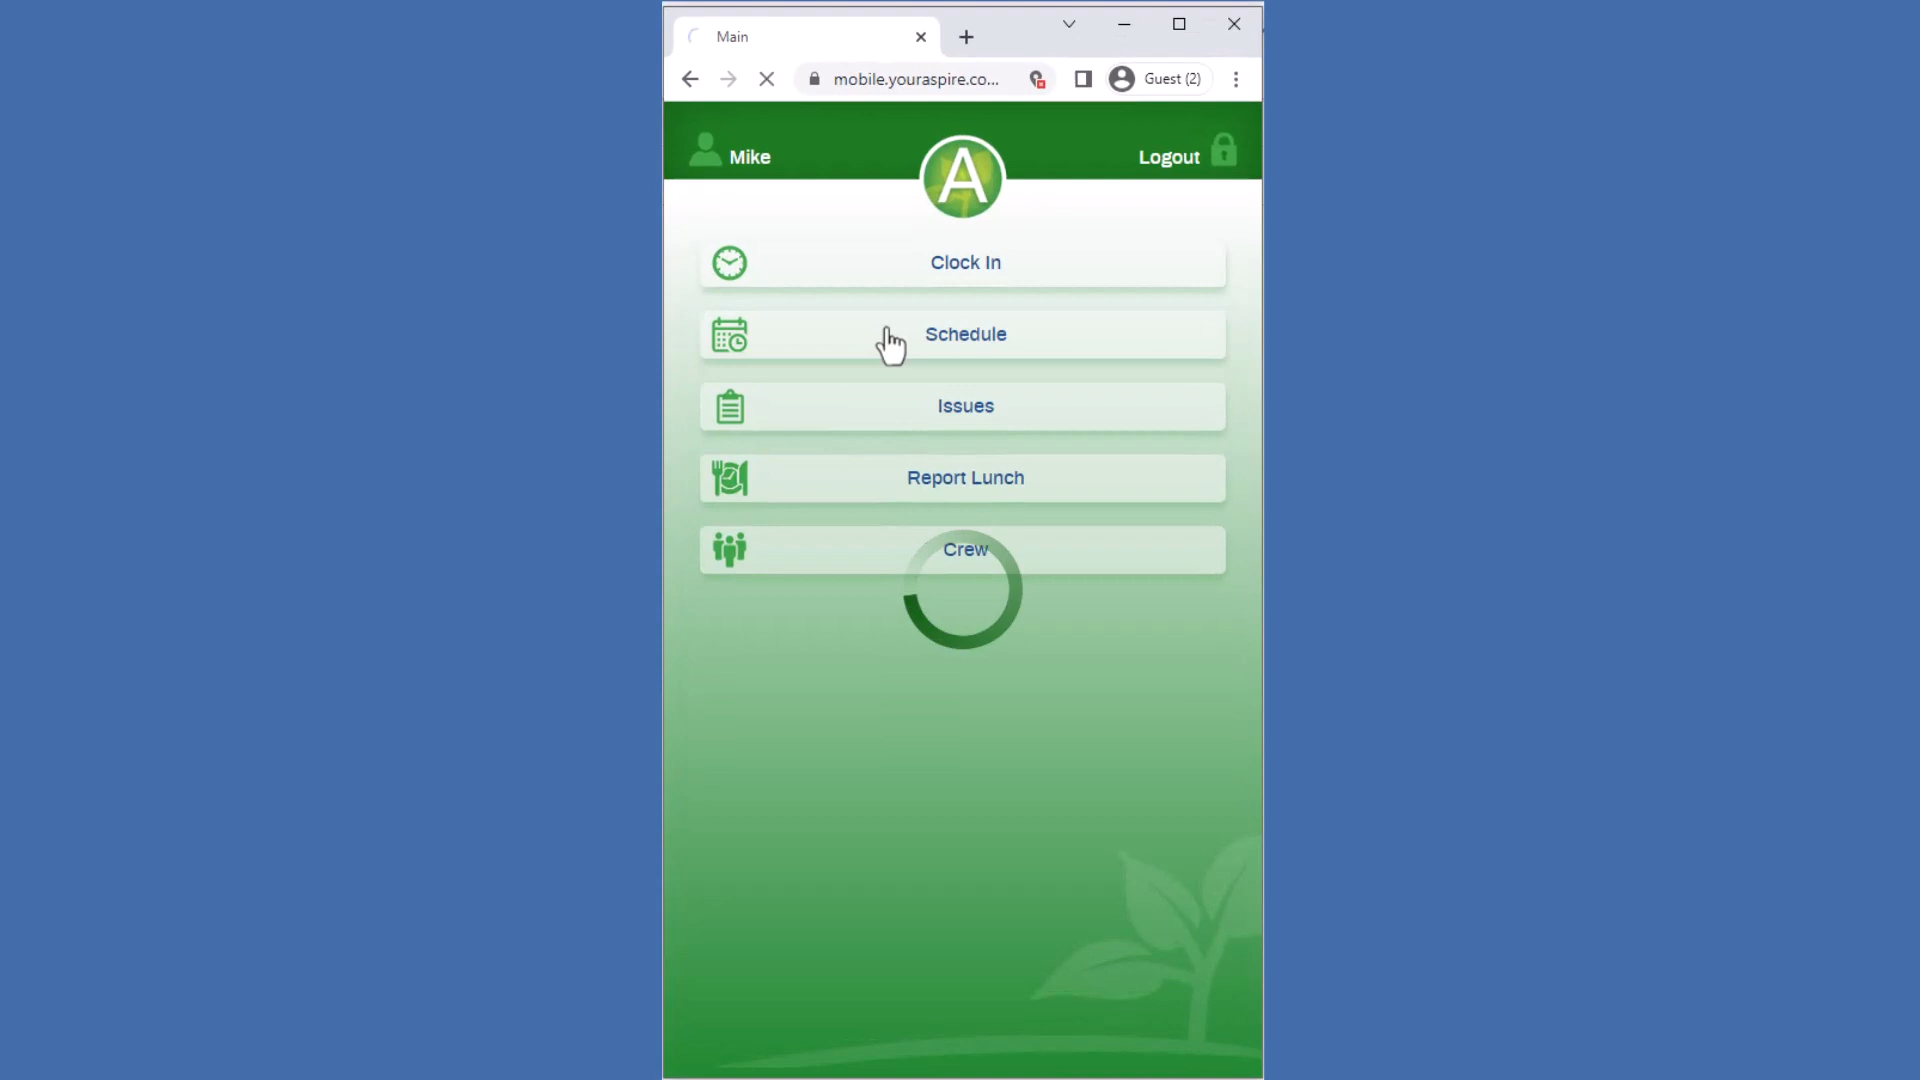 Main
mobile.youraspire.co...
Guest (2)
Mike
A
Logout
Clock In
Schedule
Issues
Report Lunch
Crew